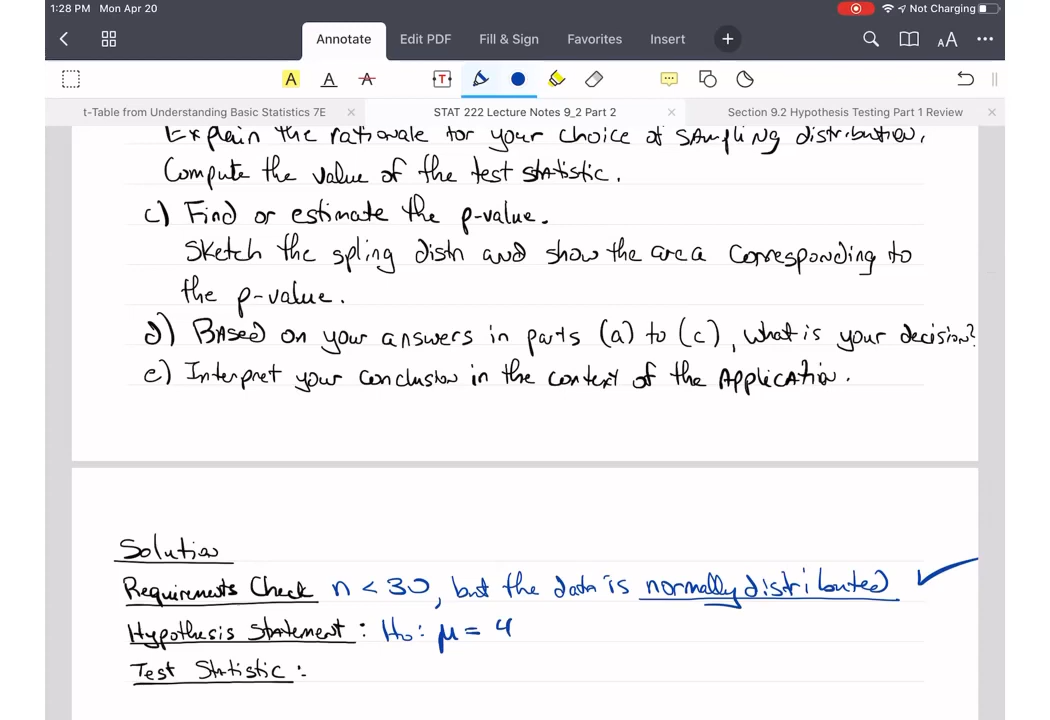 1:28 PM Mon Apr 20
Not Charging
Annotate Edit PDF Fill & Sign Favorites Insert
t-Table from Understanding Basic Statistics 7E
STAT 222 Lecture Notes 9_2 Part 2
Section 9.2 Hypothesis Testing Part 1 Review
Explain the rationale for your choice of sampling distribution.
Compute the value of the test statistic.
c) Find or estimate the p-value.
Sketch the spling distn and show the area corresponding to
the p-value.
d) Based on your answers in parts (a) to (c), what is your decision?
e) Interpret your conclusion in the context of the Application.
Solution
Requirements Check n < 30, but the data is normally distributed ✓
Hypothesis Statement: H₀: μ = 4
Test Statistic: